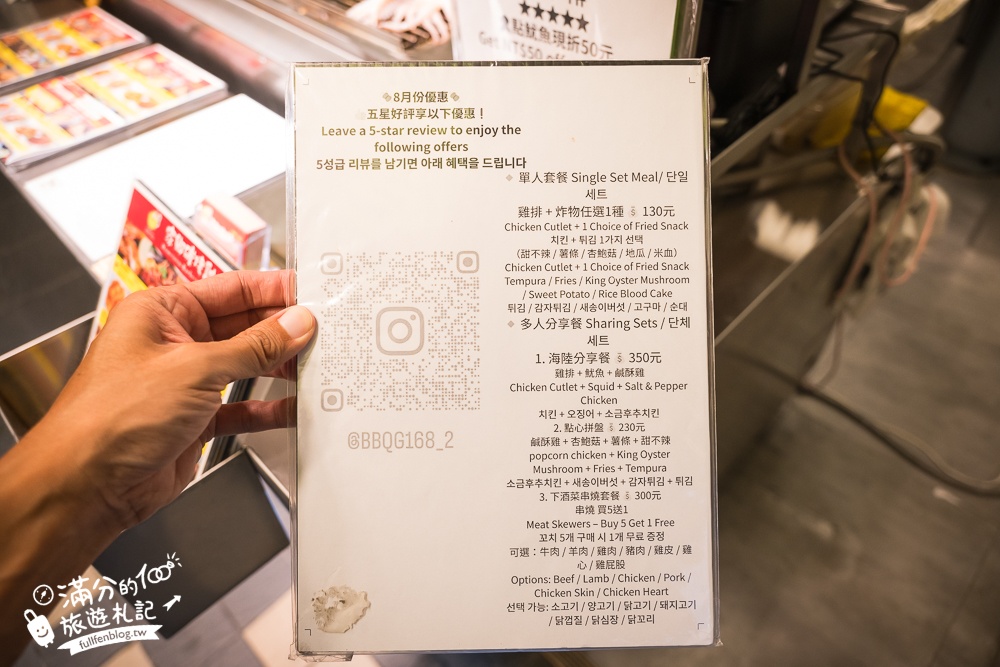 ★★★★★
點魷魚現折50元
Get NT$50 off
8月份優惠
五星好評享以下優惠！
Leave a 5-star review to enjoy the
following offers
5성급 리뷰를 남기면 아래 혜택을 드립니다
單人套餐 Single Set Meal/ 단일
세트
雞排 + 炸物任選1種 💲 130元
Chicken Cutlet + 1 Choice of Fried Snack
치킨 + 튀김 1가지 선택
（甜不辣 / 薯條 / 杏鮑菇 / 地瓜 / 米血）
Chicken Cutlet + 1 Choice of Fried Snack
Tempura / Fries / King Oyster Mushroom
/ Sweet Potato / Rice Blood Cake
튀김 / 감자튀김 / 새송이버섯 / 고구마 / 순대
多人分享餐 Sharing Sets / 단체
세트
1. 海陸分享餐 💲 350元
雞排 + 魷魚 + 鹹酥雞
Chicken Cutlet + Squid + Salt & Pepper
Chicken
치킨 + 오징어 + 소금후추치킨
2. 點心拼盤 💲 230元
鹹酥雞 + 杏鮑菇 + 薯條 + 甜不辣
popcorn chicken + King Oyster
Mushroom + Fries + Tempura
소금후추치킨 + 새송이버섯 + 감자튀김 + 튀김
3. 下酒菜串燒套餐 💲 300元
串燒 買5送1
Meat Skewers – Buy 5 Get 1 Free
꼬치 5개 구매 시 1개 무료 증정
可選：牛肉 / 羊肉 / 雞肉 / 豬肉 / 雞皮 / 雞
心 / 雞屁股
Options: Beef / Lamb / Chicken / Pork /
Chicken Skin / Chicken Heart
選택 가능: 소고기 / 양고기 / 닭고기 / 돼지고기
/ 닭껍질 / 닭심장 / 닭꼬리
@BBQG168_2
滿分的
旅遊札記
fullfenblog.tw